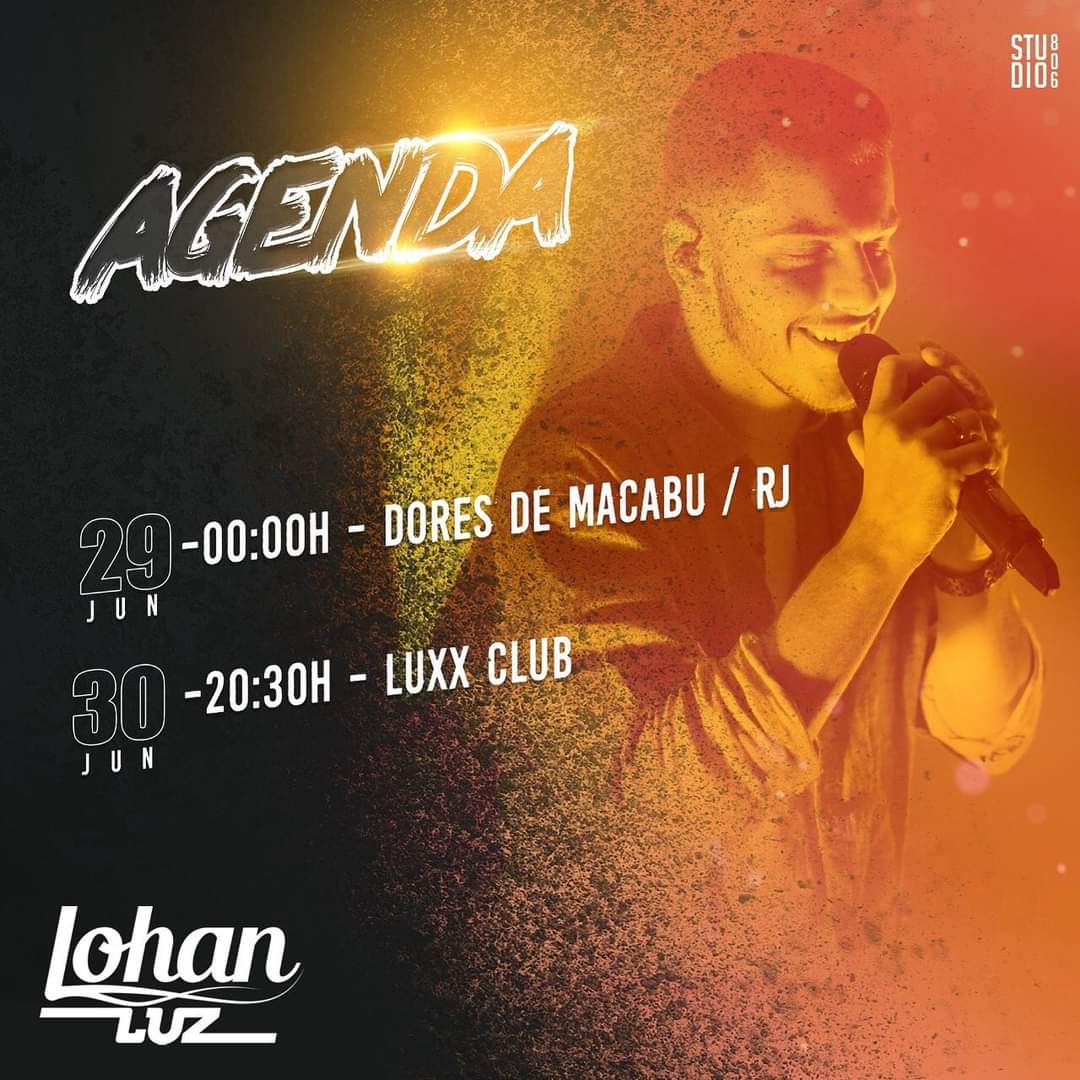 STU
DIO
806
AGENDA
29 -00:00H - DORES DE MACABU / RJ
JUN
30 -20:30H - LUXX CLUB
JUN
Lohan
LUZ